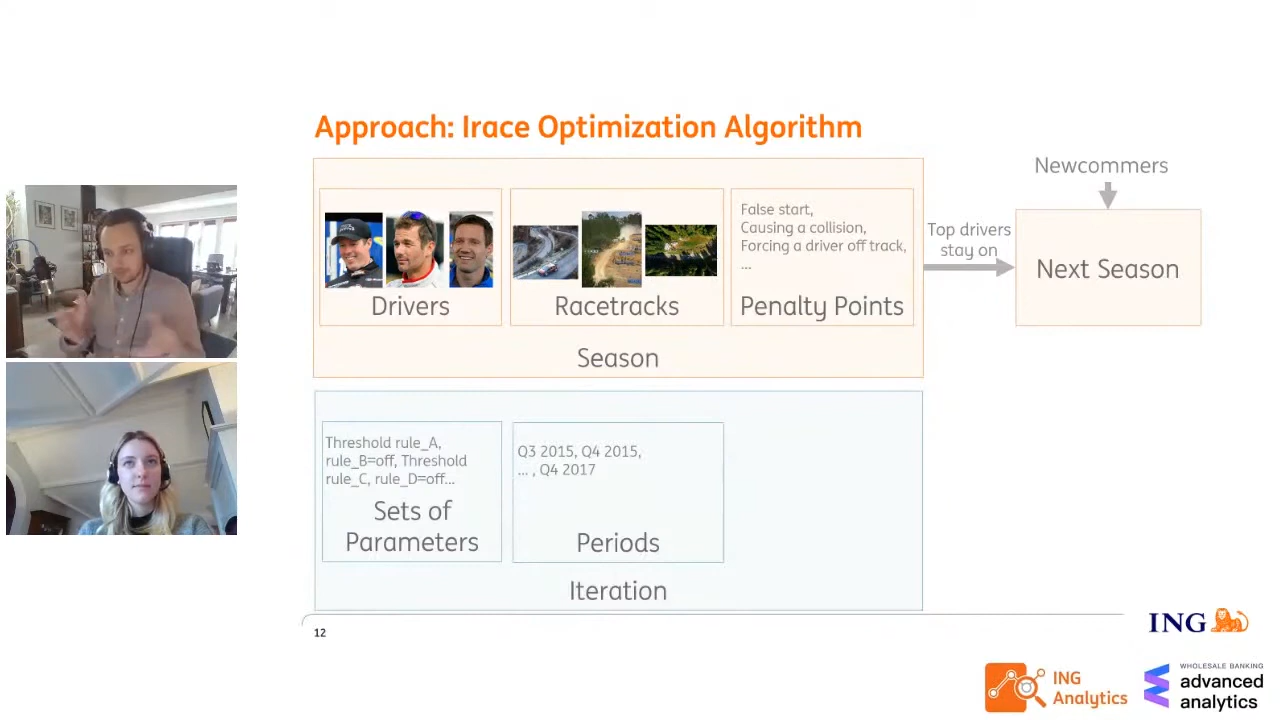 Approach: Irace Optimization Algorithm
Newcommers
False start,
Causing a collision,
Forcing a driver off track,
...
Drivers
Racetracks
Penalty Points
Season
Top drivers
stay on
Next Season
Threshold rule_A,
rule_B=off, Threshold
rule_C, rule_D=off...
Sets of
Parameters
Q3 2015, Q4 2015,
... , Q4 2017
Periods
Iteration
12
ING
ING
Analytics
WHOLESALE BANKING
advanced
analytics